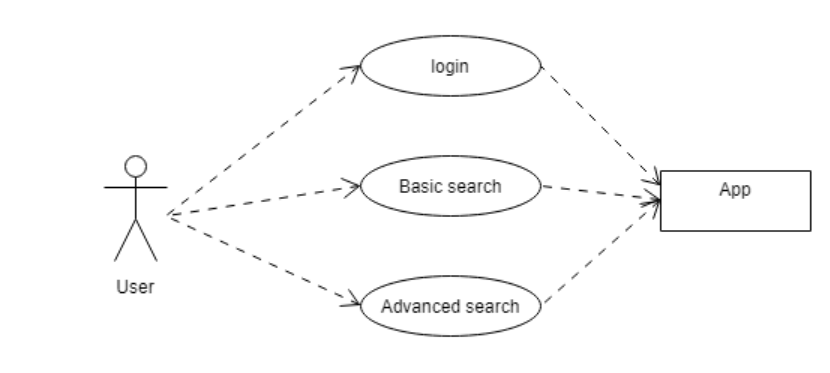 login
Basic search
App
User
Advanced search